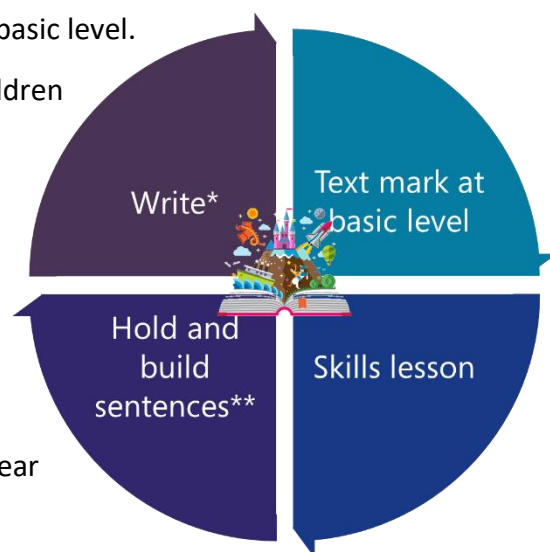 basic level.
ldren
Write*
Text mark at
basic level
Hold and
build
sentences**
Skills lesson
ear